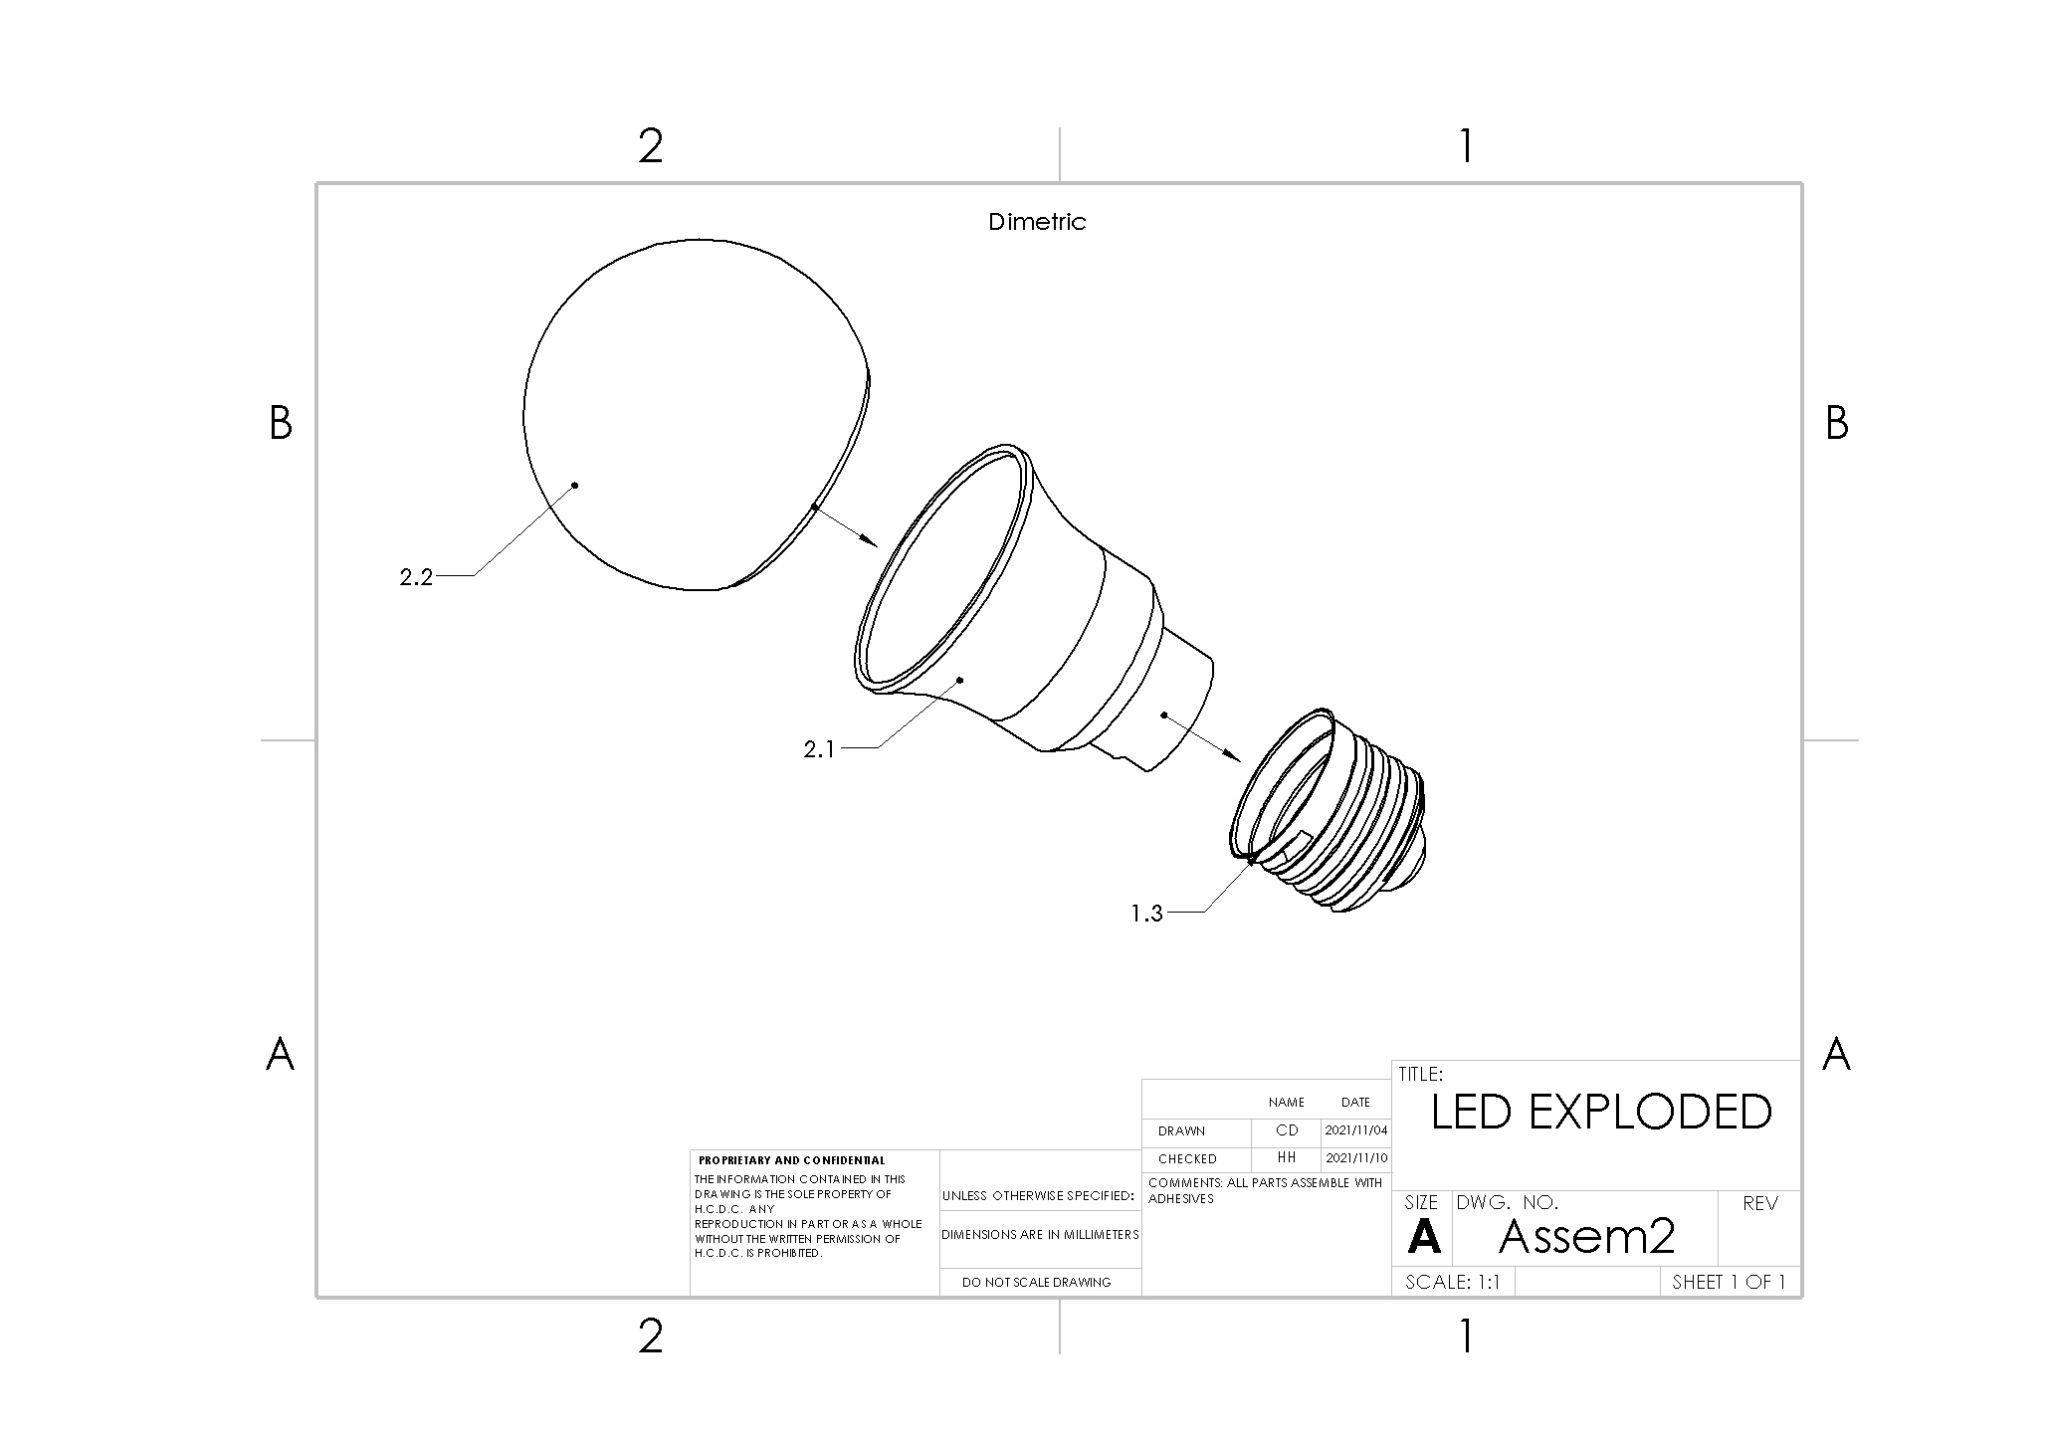 2 1
Dimetric
B B
2.2
2.1
1.3
A A
TITLE:
LED EXPLODED
NAME DATE
DRAWN CD 2021/11/04
CHECKED HH 2021/11/10
COMMENTS: ALL PARTS ASSEMBLE WITH
ADHESIVES
PROPRIETARY AND CONFIDENTIAL
THE INFORMATION CONTAINED IN THIS
DRAWING IS THE SOLE PROPERTY OF
H.C.D.C. ANY
REPRODUCTION IN PART OR AS A WHOLE
WITHOUT THE WRITTEN PERMISSION OF
H.C.D.C. IS PROHIBITED.
UNLESS OTHERWISE SPECIFIED:
DIMENSIONS ARE IN MILLIMETERS
DO NOT SCALE DRAWING
SIZE DWG. NO. REV
A Assem2
SCALE: 1:1 SHEET 1 OF 1
2 1